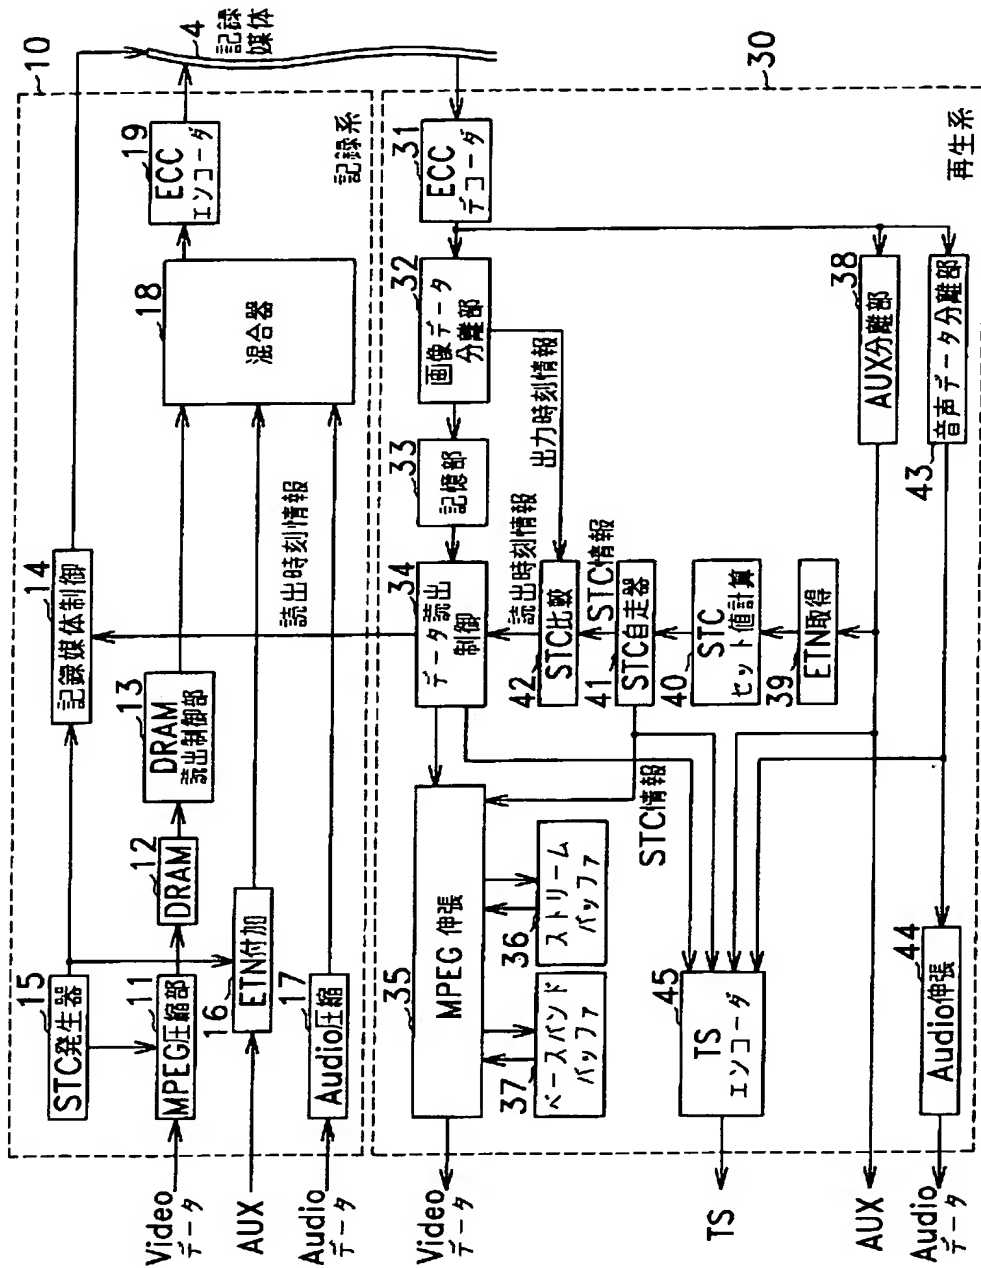 10
15
STC発生器
14
記録媒体制御
4
記録
媒体
Video
データ
11
MPEG圧縮部
12
DRAM
13
DRAM
読出制御部
18
混合器
19
ECC
エンコーダ
AUX
16
ETN付加
読出時刻情報
Audio
データ
17
Audio圧縮
記録系
30
Video
データ
35
MPEG 伸張
34
データ読出
制御
33
記憶部
32
画像データ
分離部
31
ECC
デコーダ
37
ベースバンド
バッファ
36
ストリーム
バッファ
読出時刻情報
出力時刻情報
42
STC比較
STC情報
41
STC自走器
STC情報
40
STC
セット値計算
39
ETN取得
45
TS
エンコーダ
TS
38
AUX分離部
AUX
43
音声データ分離部
44
Audio伸張
Audio
データ
再生系